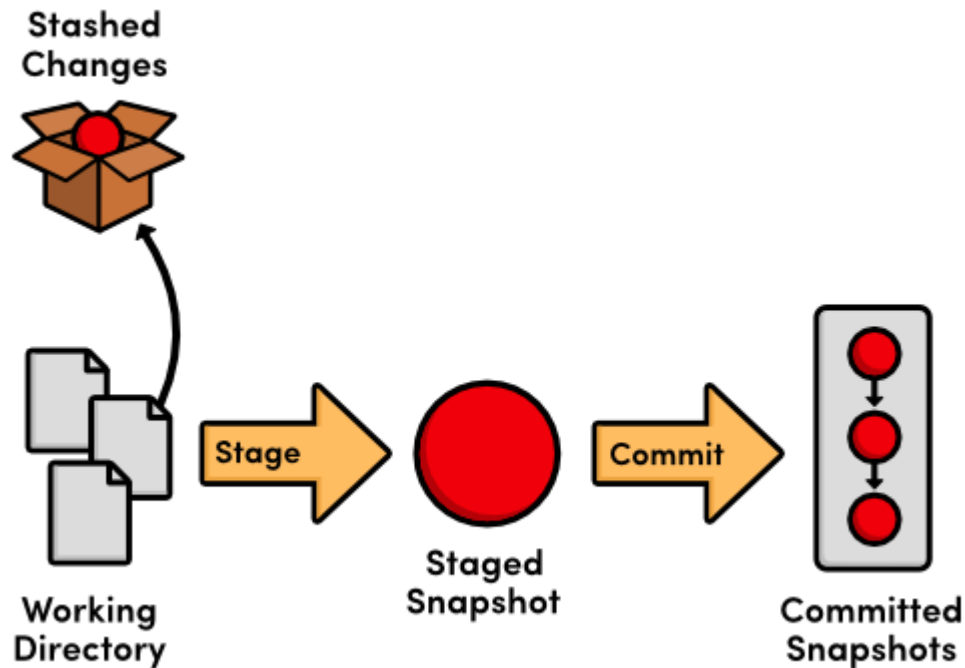 Stashed
Changes
Stage
Commit
Staged
Snapshot
Working
Directory
Committed
Snapshots